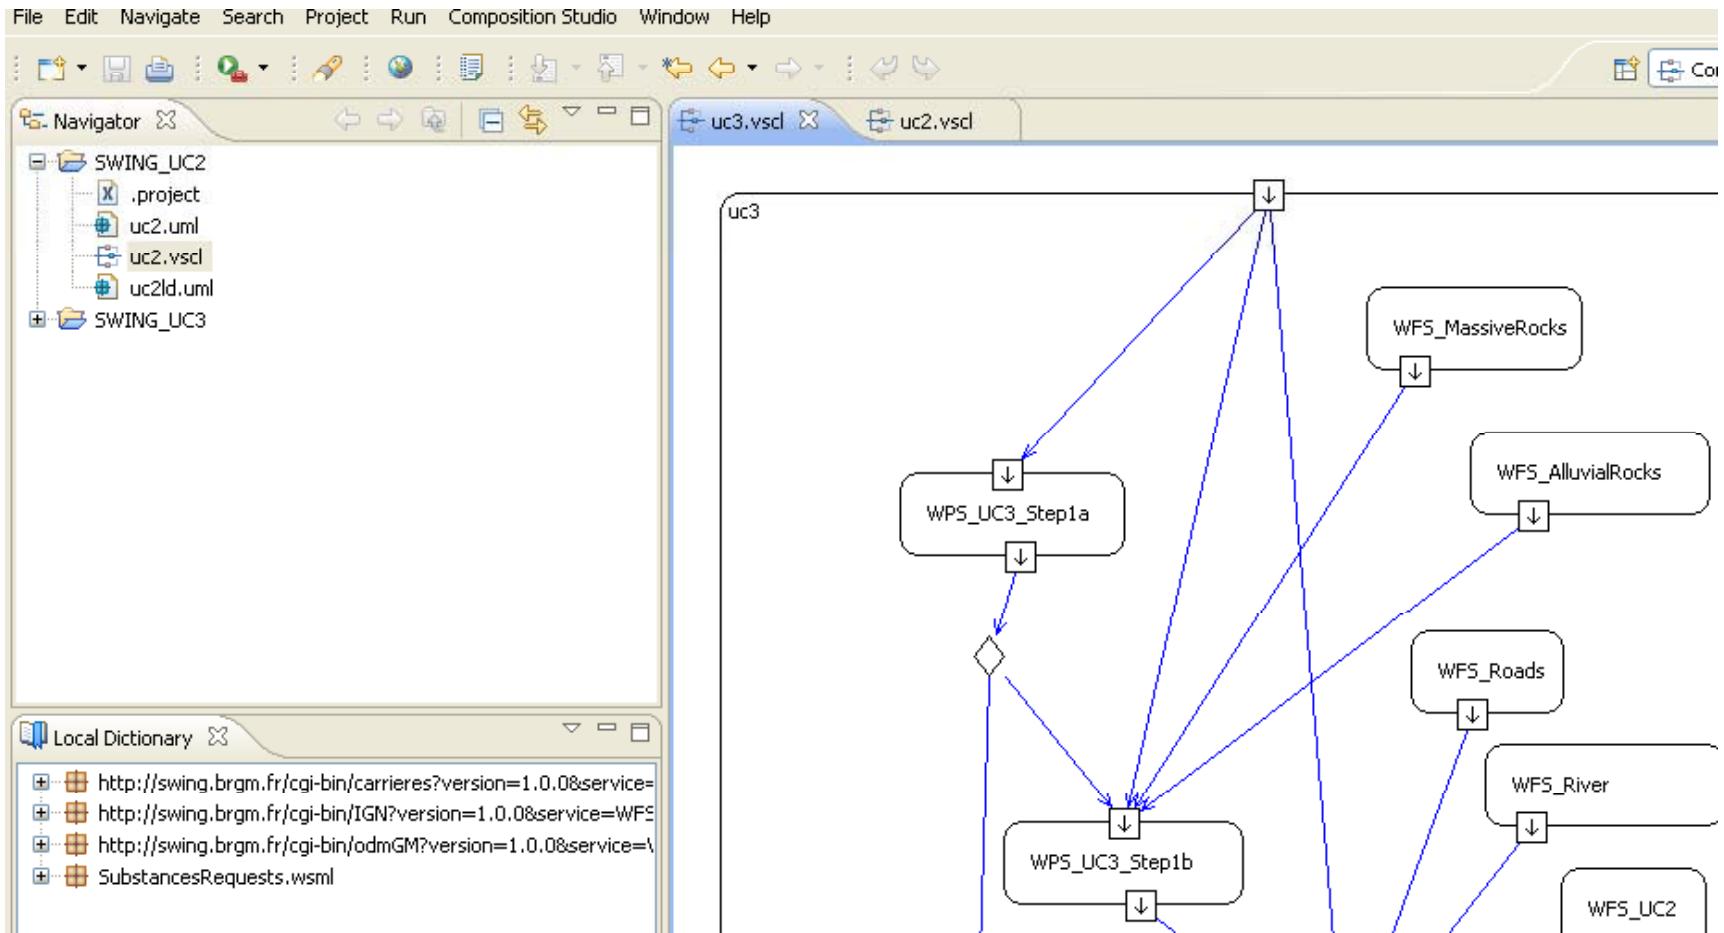 File Edit Navigate Search Project Run Composition Studio Window Help
Navigator
SWING_UC2
.project
uc2.uml
uc2.vscl
uc2ld.uml
SWING_UC3
Local Dictionary
http://swing.brgm.fr/cgi-bin/carrieres?version=1.0.0&service=
http://swing.brgm.fr/cgi-bin/IGN?version=1.0.0&service=WFS
http://swing.brgm.fr/cgi-bin/odmGM?version=1.0.0&service=
SubstancesRequests.wsml
uc3.vscl
uc2.vscl
uc3
WFS_MassiveRocks
WFS_AlluvialRocks
WPS_UC3_Step1a
WFS_Roads
WFS_River
WPS_UC3_Step1b
WFS_UC2